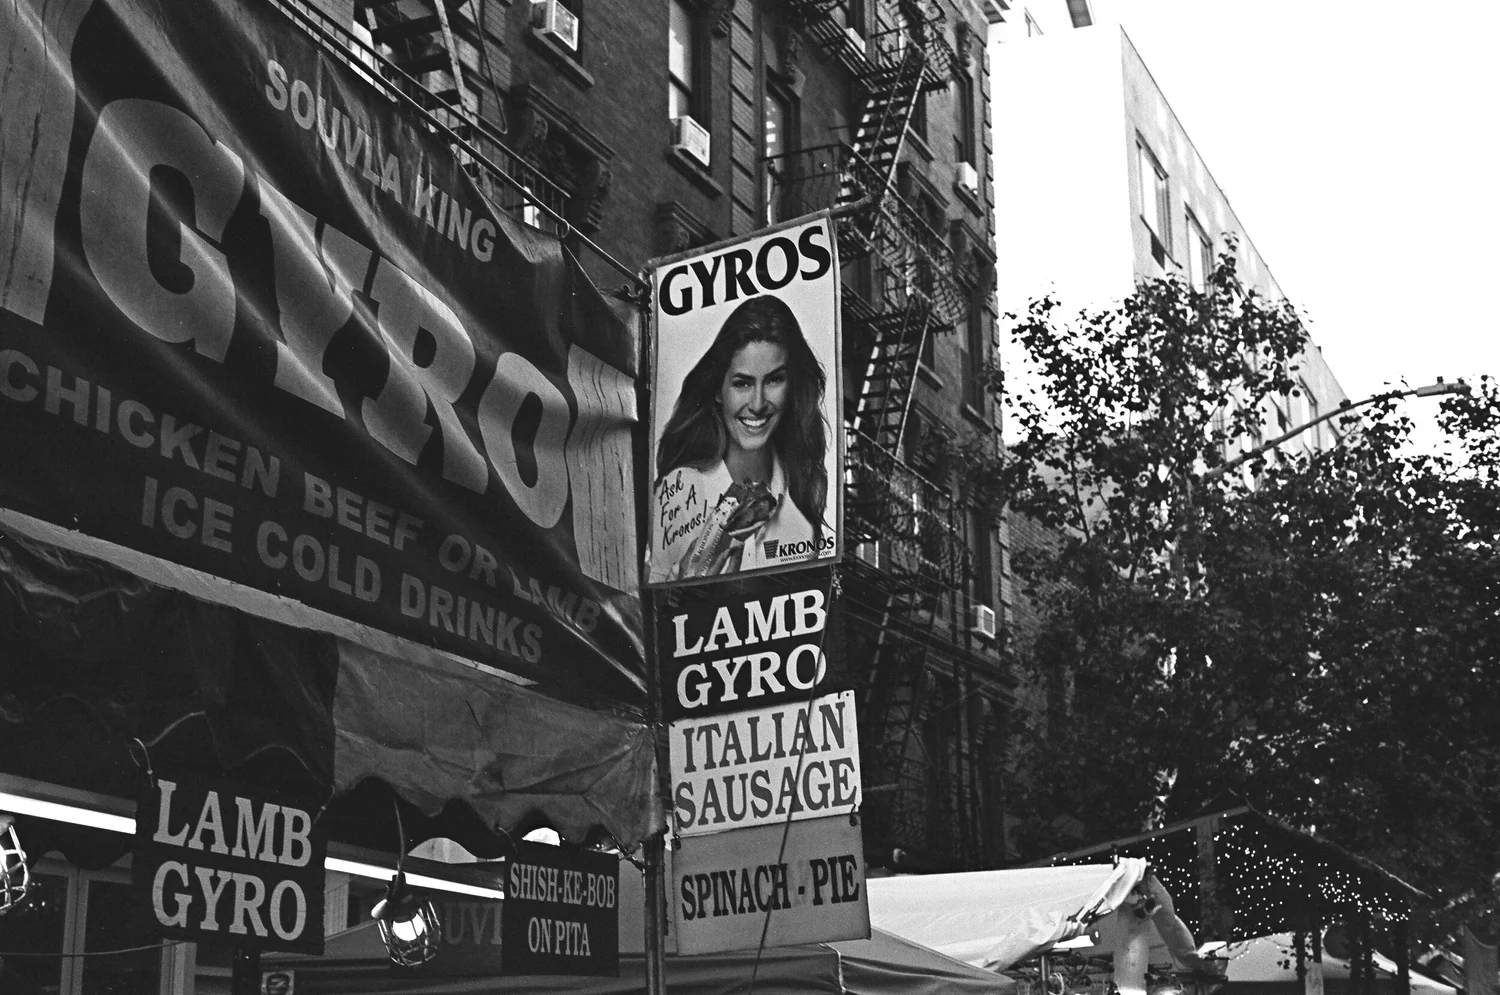 SOUVLA KING
GYRO
CHICKEN BEEF OR LAMB
ICE COLD DRINKS
GYROS
Ask
For A
Kronos!
KRONOS
LAMB
GYRO
ITALIAN
SAUSAGE
SPINACH - PIE
LAMB
GYRO
SHISH-KE-BOB
ON PITA
OUVL